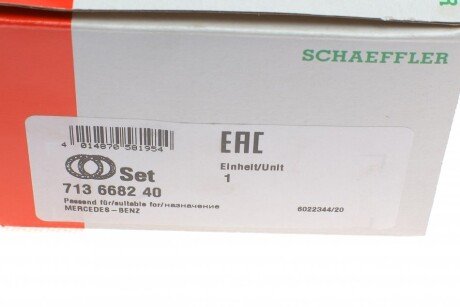 SCHAEFFLER
4 014870 581954
EAC
Set
Einheit/Unit
1
713 6682 40
Passend für/suitable for/назначение
MERCEDES-BENZ
6022344/20